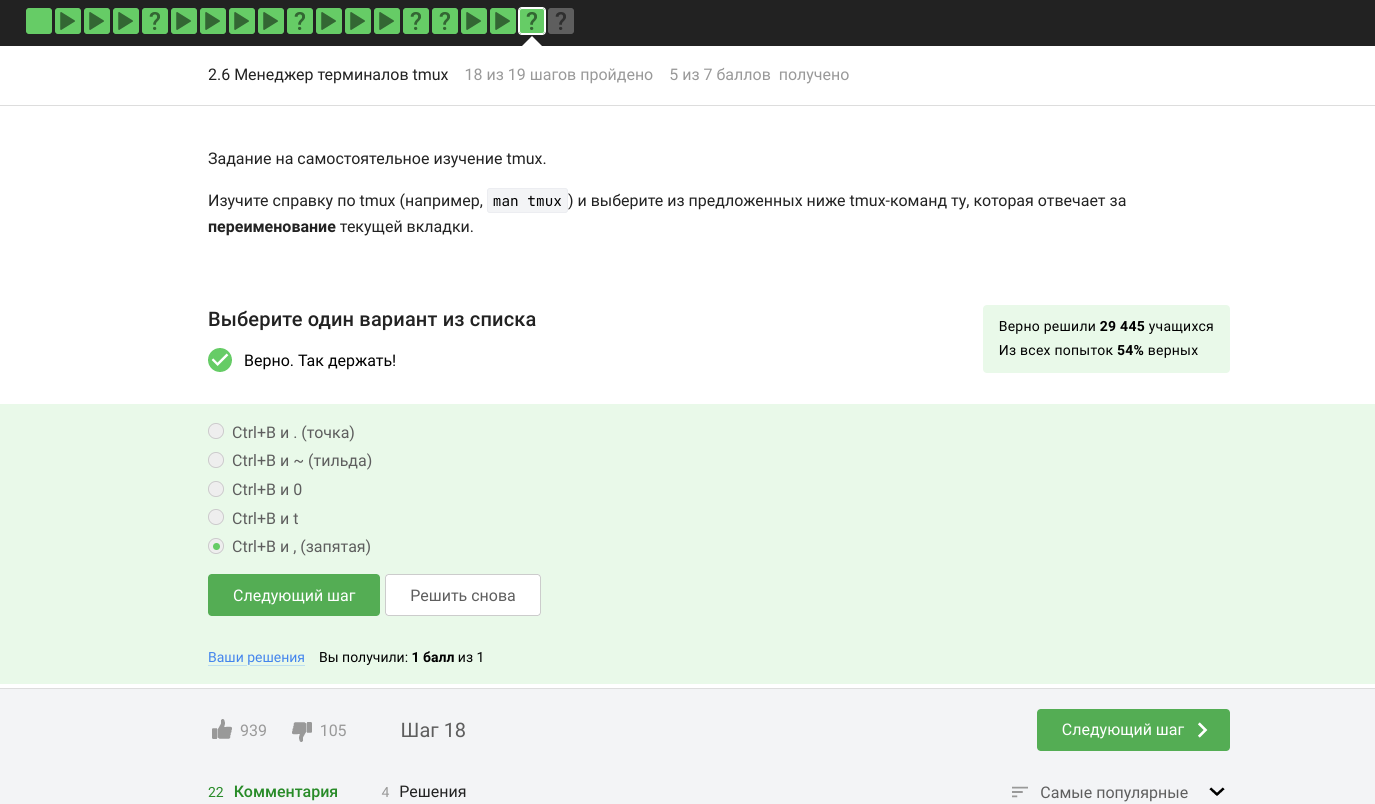 ? ? ? ? ? ?
2.6 Менеджер терминалов tmux 18 из 19 шагов пройдено 5 из 7 баллов получено
Задание на самостоятельное изучение tmux.
Изучите справку по tmux (например, man tmux ) и выберите из предложенных ниже tmux-команд ту, которая отвечает за
переименование текущей вкладки.
Выберите один вариант из списка
Верно решили 29 445 учащихся
Из всех попыток 54% верных
Верно. Так держать!
Ctrl+B и . (точка)
Ctrl+B и ~ (тильда)
Ctrl+B и 0
Ctrl+B и t
Ctrl+B и , (запятая)
Следующий шаг Решить снова
Ваши решения Вы получили: 1 балл из 1
939 105 Шаг 18 Следующий шаг
22 Комментария 4 Решения Самые популярные